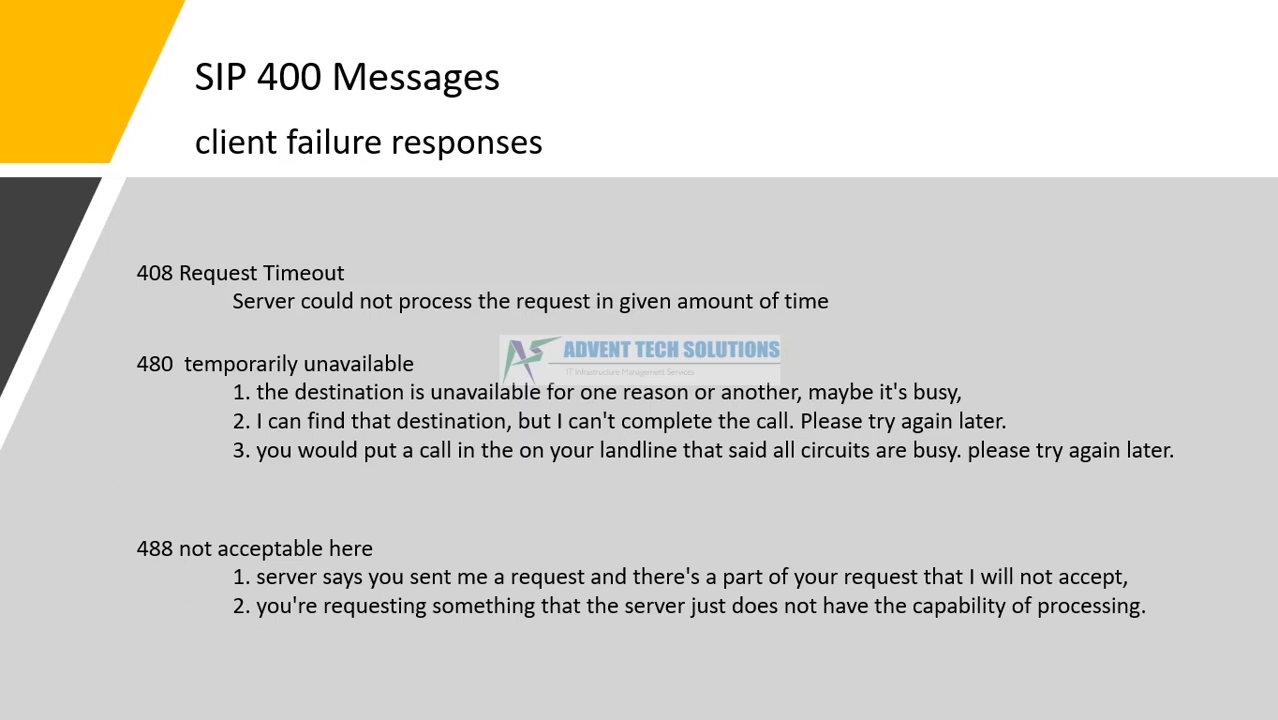 SIP 400 Messages
client failure responses
408 Request Timeout
Server could not process the request in given amount of time
ADVENT TECH SOLUTIONS
IT Infrastructure Management Services
480  temporarily unavailable
1. the destination is unavailable for one reason or another, maybe it's busy,
2. I can find that destination, but I can't complete the call. Please try again later.
3. you would put a call in the on your landline that said all circuits are busy. please try again later.
488 not acceptable here
1. server says you sent me a request and there's a part of your request that I will not accept,
2. you're requesting something that the server just does not have the capability of processing.